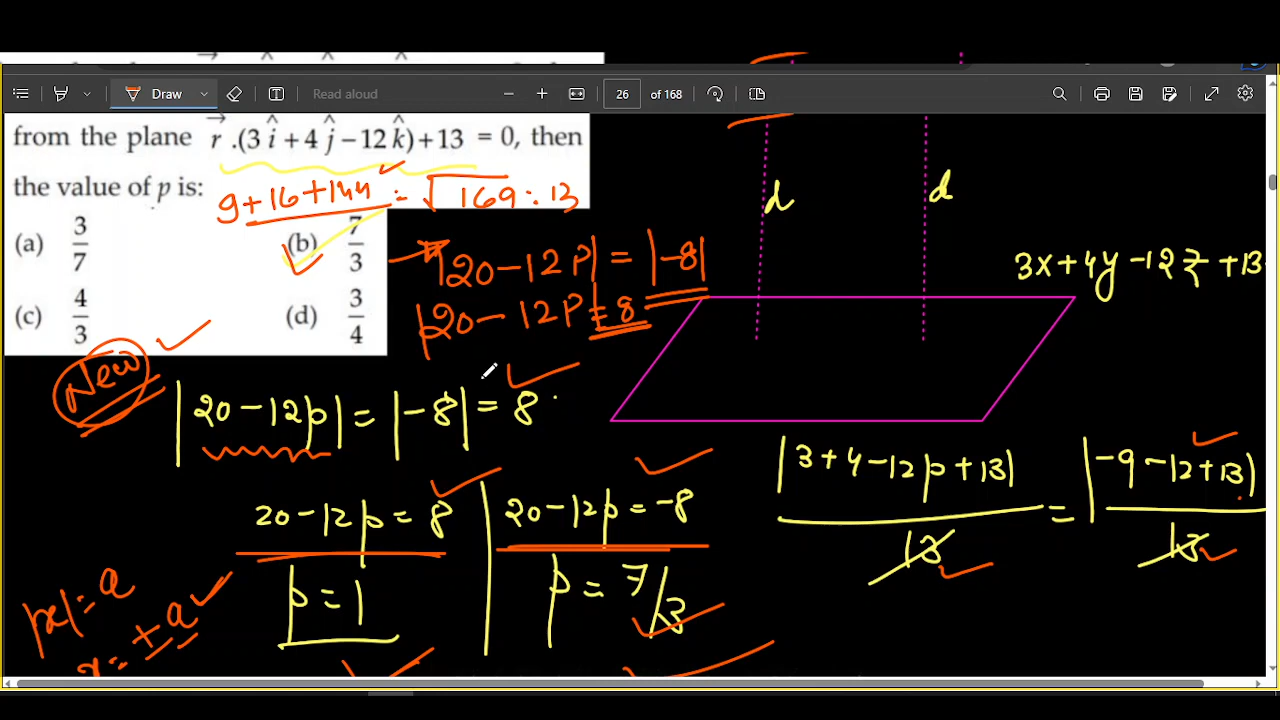 Draw
Read aloud
26 of 168
from the plane r⃗ .(3 î + 4 ĵ − 12 k̂) + 13 = 0, then
the value of p is:
9+16+144 = √169 : 13
(a) 3/7
(b) 7/3
(c) 4/3
(d) 3/4
|20−12p| = |−8|
|20− 12p| = 8
d
d
3x+4y−12z+13
New
|20−12p| = |−8| = 8
20−12p = 8
20−12p = −8
p = 1
p = 7/3
|3+4−12p+13| / 13 = |−9−12+13| / 13
|x| = a
x = ±a